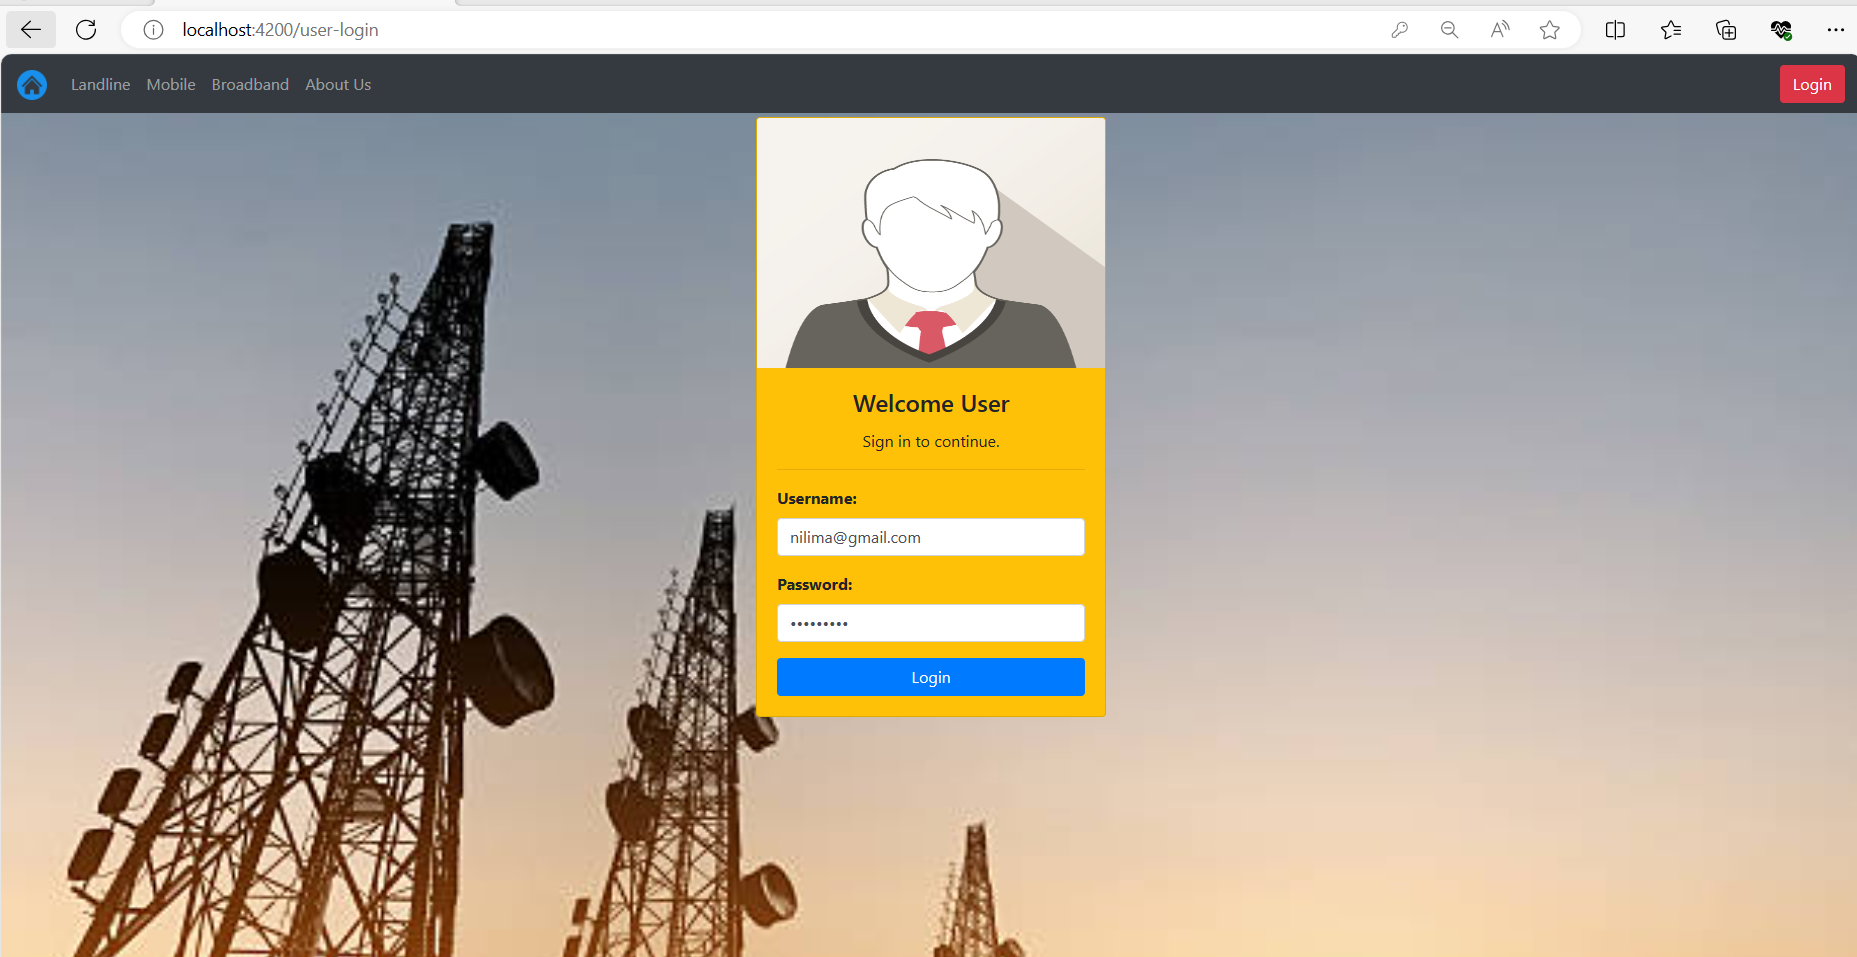 localhost:4200/user-login
Landline Mobile Broadband About Us Login
Welcome User
Sign in to continue.
Username:
nilima@gmail.com
Password:
•••••••••
Login